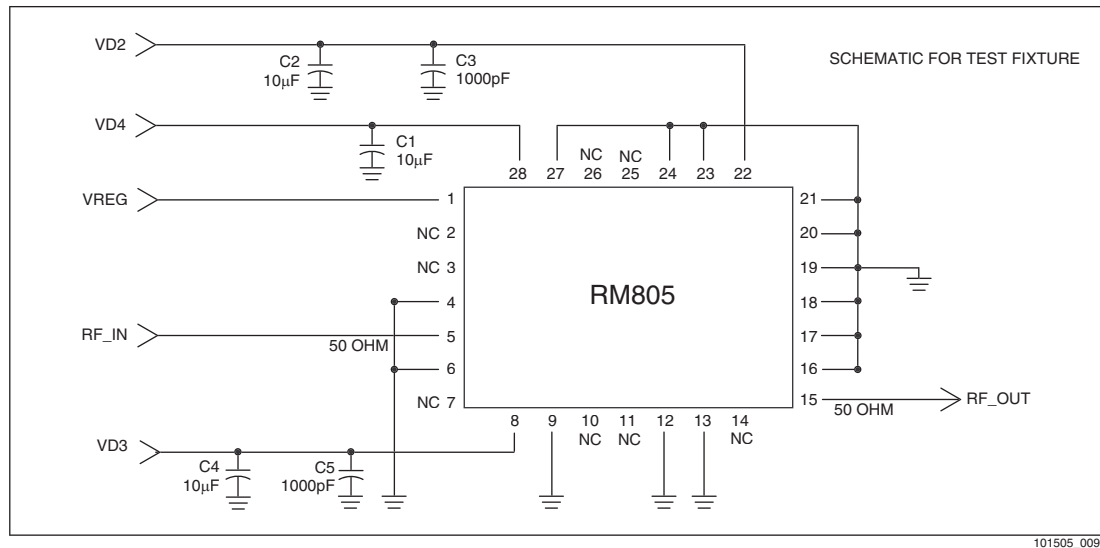 VD2
C2
10µF
C3
1000pF
SCHEMATIC FOR TEST FIXTURE
VD4
C1
10µF
NC
NC
28 27 26 25 24 23 22
VREG
1
NC 2
NC 3
4
RF_IN
50 OHM
5
6
NC 7
RM805
21
20
19
18
17
16
15
50 OHM
RF_OUT
8 9 10 11 12 13 14
NC NC NC
VD3
C4
10µF
C5
1000pF
101505_009